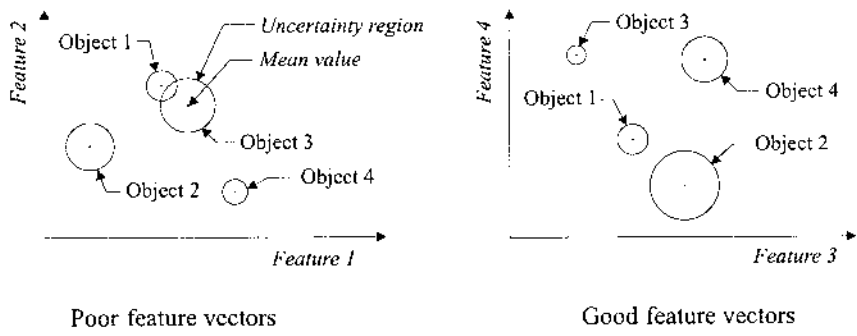 Feature 2
Object 1
Uncertainty region
Mean value
Object 3
Object 2
Object 4
Feature 1
Poor feature vectors
Feature 4
Object 3
Object 4
Object 1
Object 2
Feature 3
Good feature vectors